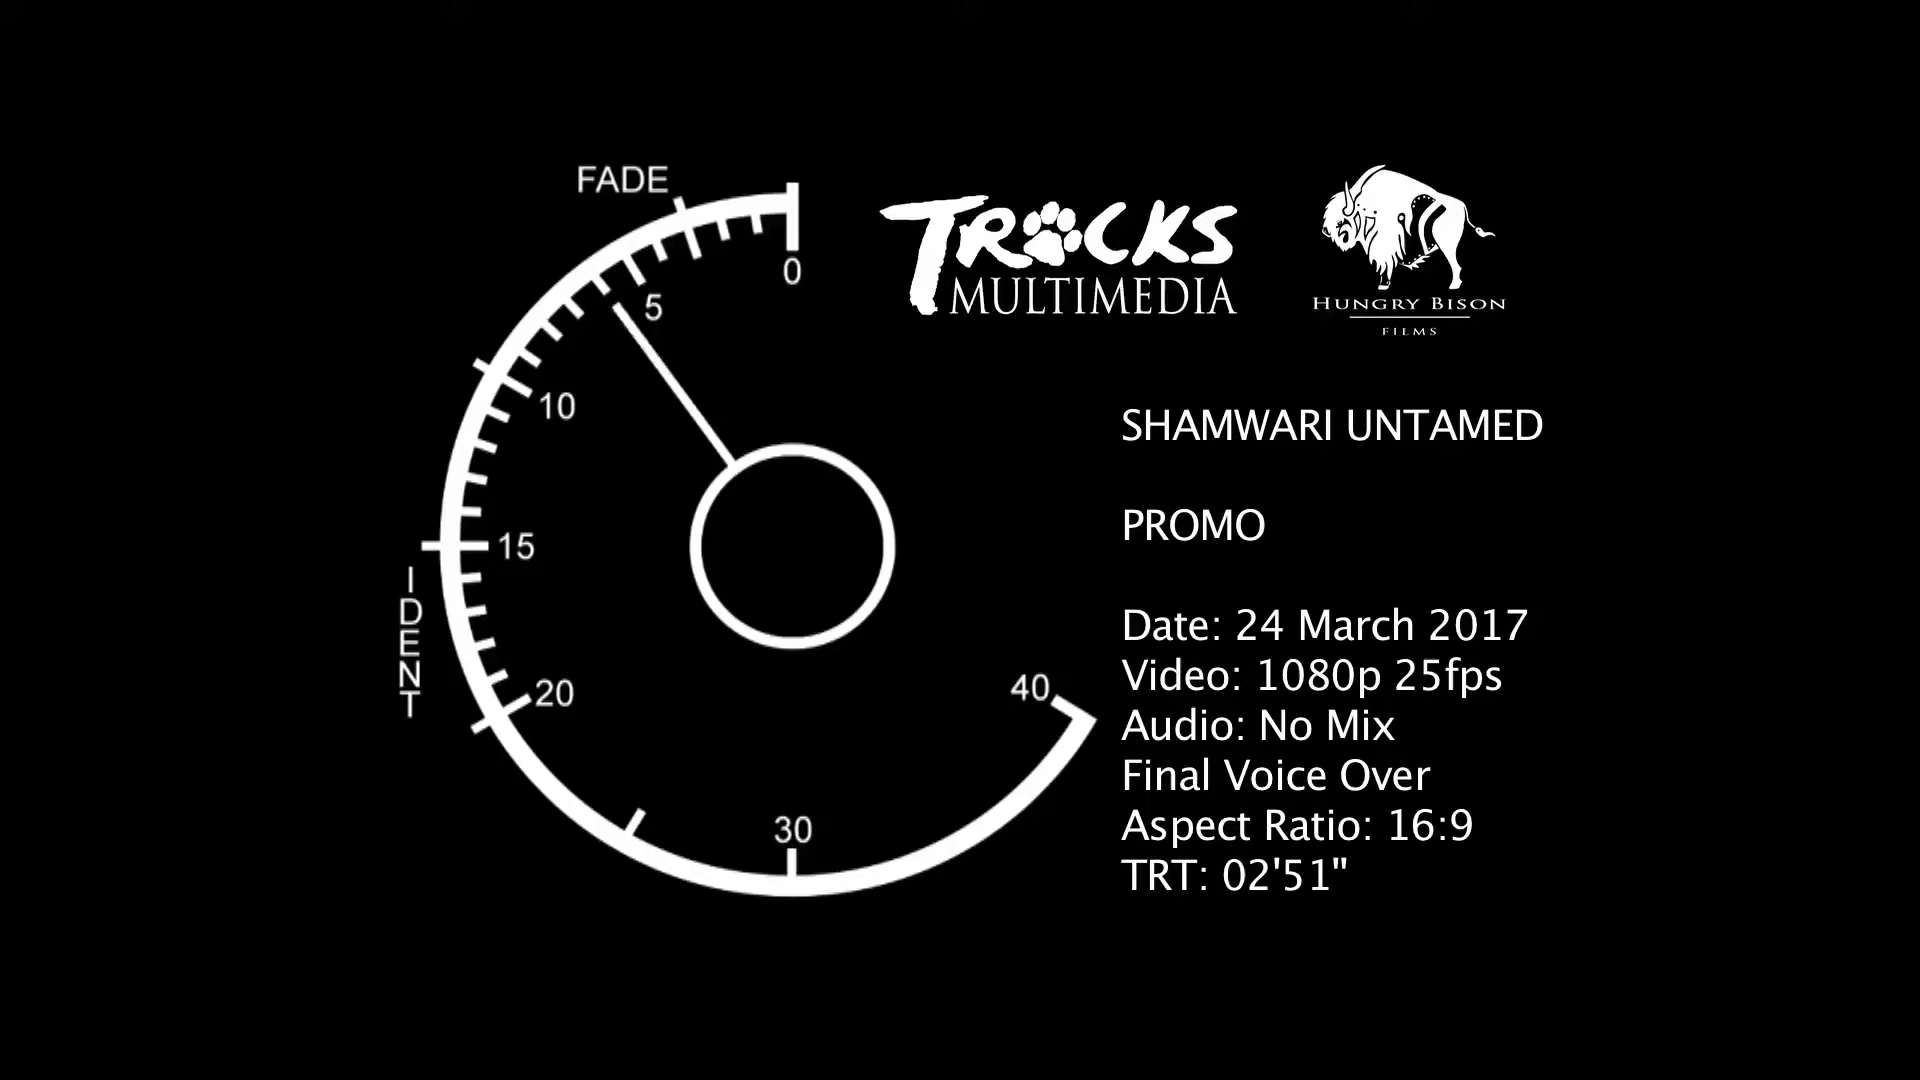 FADE
0
5
10
15
IDENT
20
30
40
TRACKS
MULTIMEDIA
HUNGRY BISON
FILMS
SHAMWARI UNTAMED
PROMO
Date: 24 March 2017
Video: 1080p 25fps
Audio: No Mix
Final Voice Over
Aspect Ratio: 16:9
TRT: 02'51"